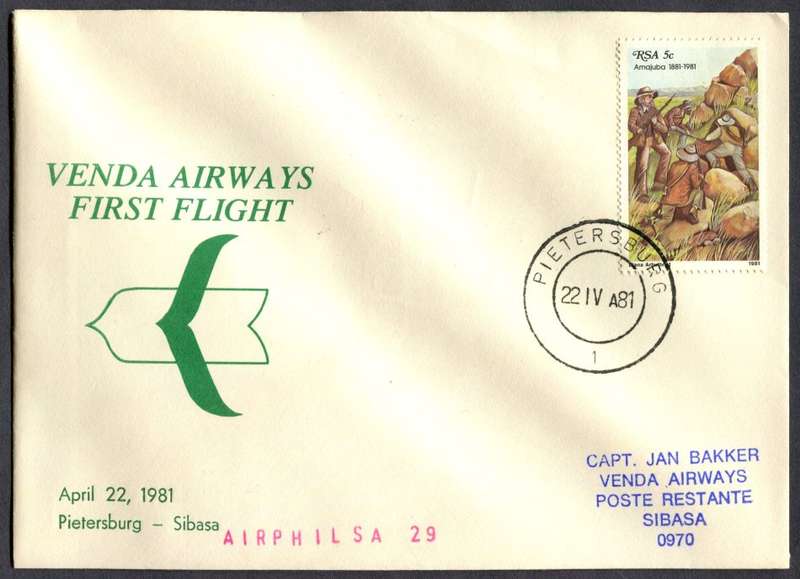 VENDA AIRWAYS
FIRST FLIGHT
RSA 5c
Amajuba 1881-1981
1981
PIETERSBURG
22 IV A81
1
CAPT. JAN BAKKER
VENDA AIRWAYS
POSTE RESTANTE
SIBASA
0970
April 22, 1981
Pietersburg – Sibasa
AIRPHILSA 29